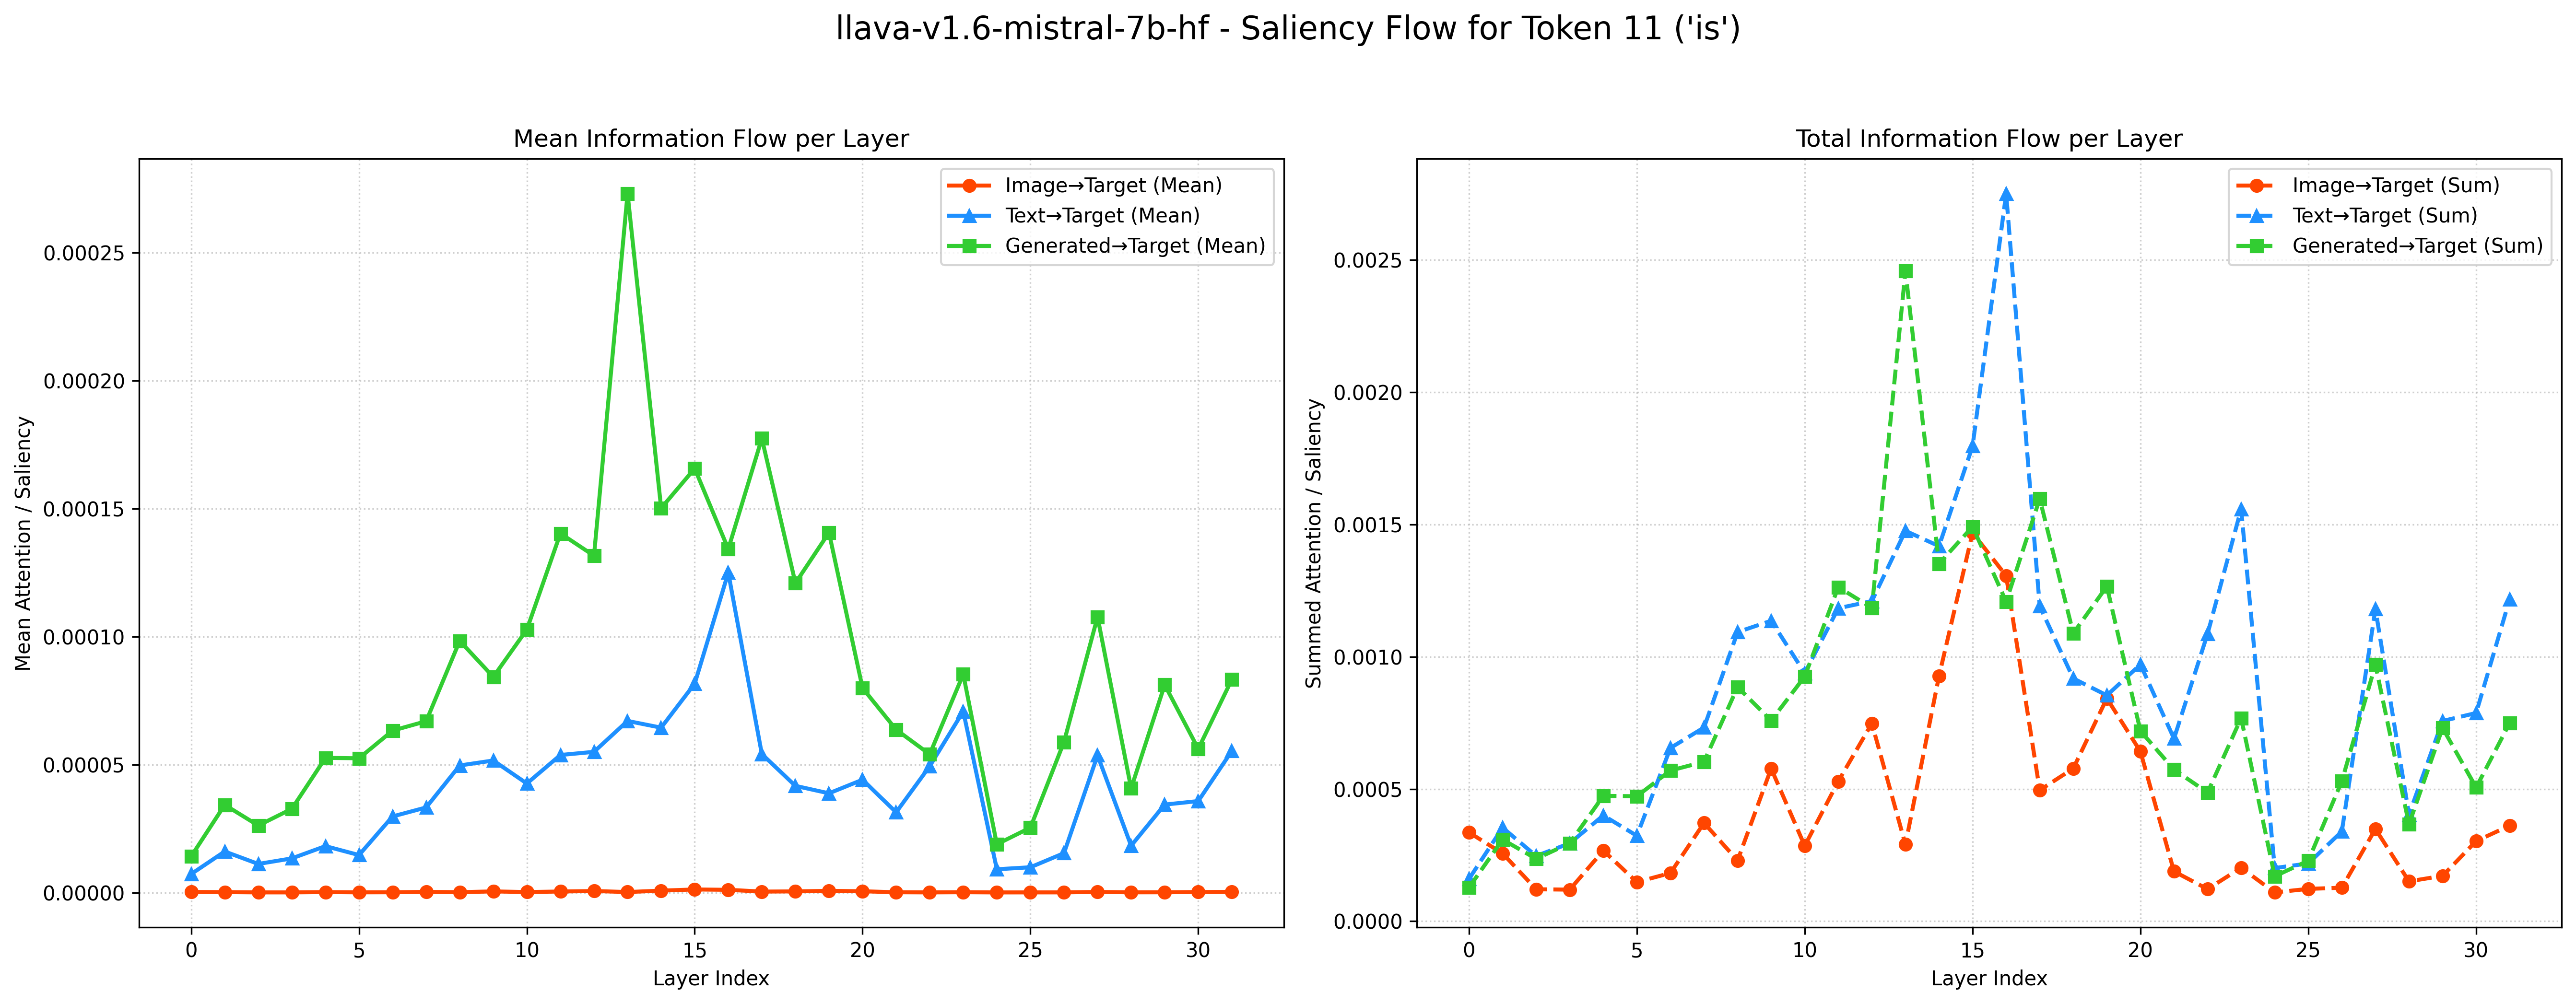 llava-v1.6-mistral-7b-hf - Saliency Flow for Token 11 ('is')
Mean Information Flow per Layer
Image→Target (Mean)
Text→Target (Mean)
Generated→Target (Mean)
0.00025
0.00020
0.00015
0.00010
0.00005
0.00000
Mean Attention / Saliency
0 5 10 15 20 25 30
Layer Index
Total Information Flow per Layer
Image→Target (Sum)
Text→Target (Sum)
Generated→Target (Sum)
0.0025
0.0020
0.0015
0.0010
0.0005
0.0000
Summed Attention / Saliency
0 5 10 15 20 25 30
Layer Index